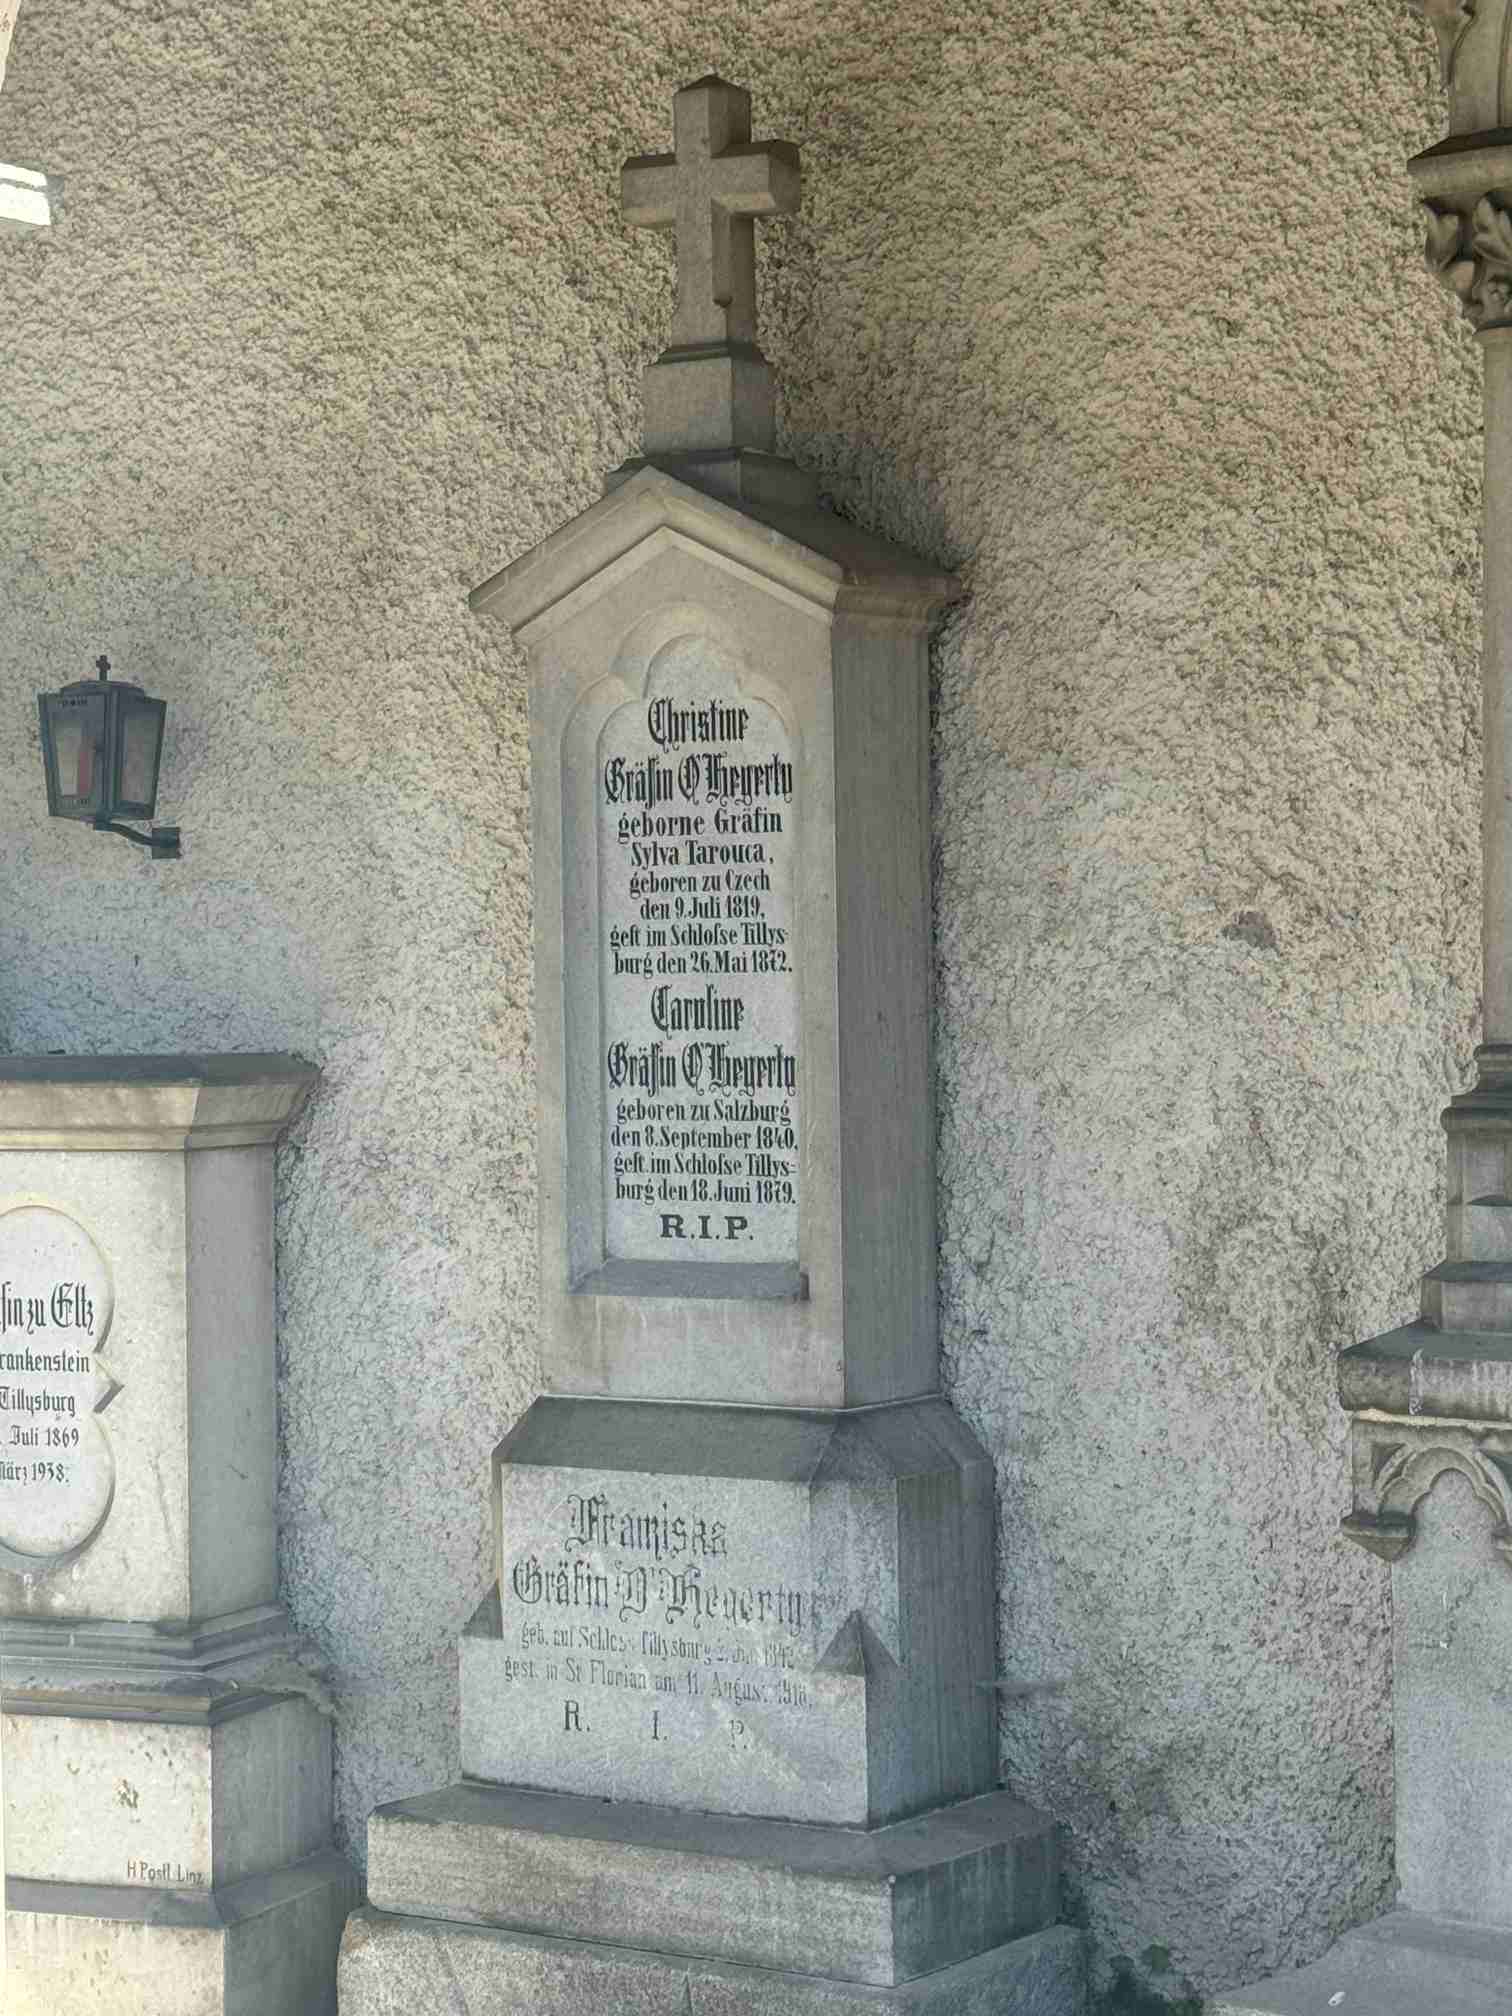 Christine
Gräfin O'Hegerty
geborne Gräfin
Sylva Tarouca,
geboren zu Czech
den 9. Juli 1819,
geſt im Schloſse Tillys-
burg den 26. Mai 1872.
Caroline
Gräfin O'Hegerty
geboren zu Salzburg
den 8. September 1840,
geſt. im Schloſse Tillys=
burg den 18. Juni 1879.
R.I.P.
Franziska
Gräfin O'Hegerty
geb. auf Schloss Tillysburg
gest. in St Florian am 11. August
R. I. P.
zu Eltz
Tillysburg
Juli 1869
1938.
H Postl Linz